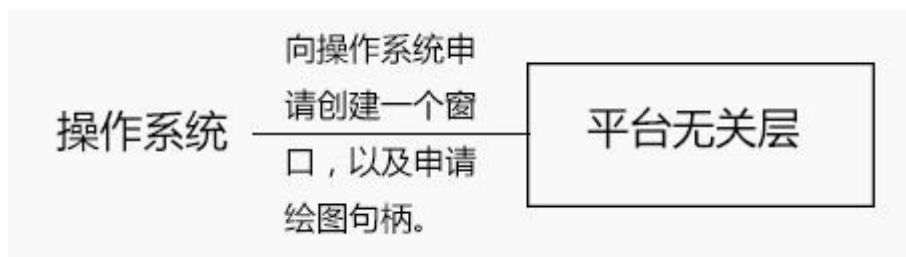 操作系统
向操作系统申
请创建一个窗
口，以及申请
绘图句柄。
平台无关层